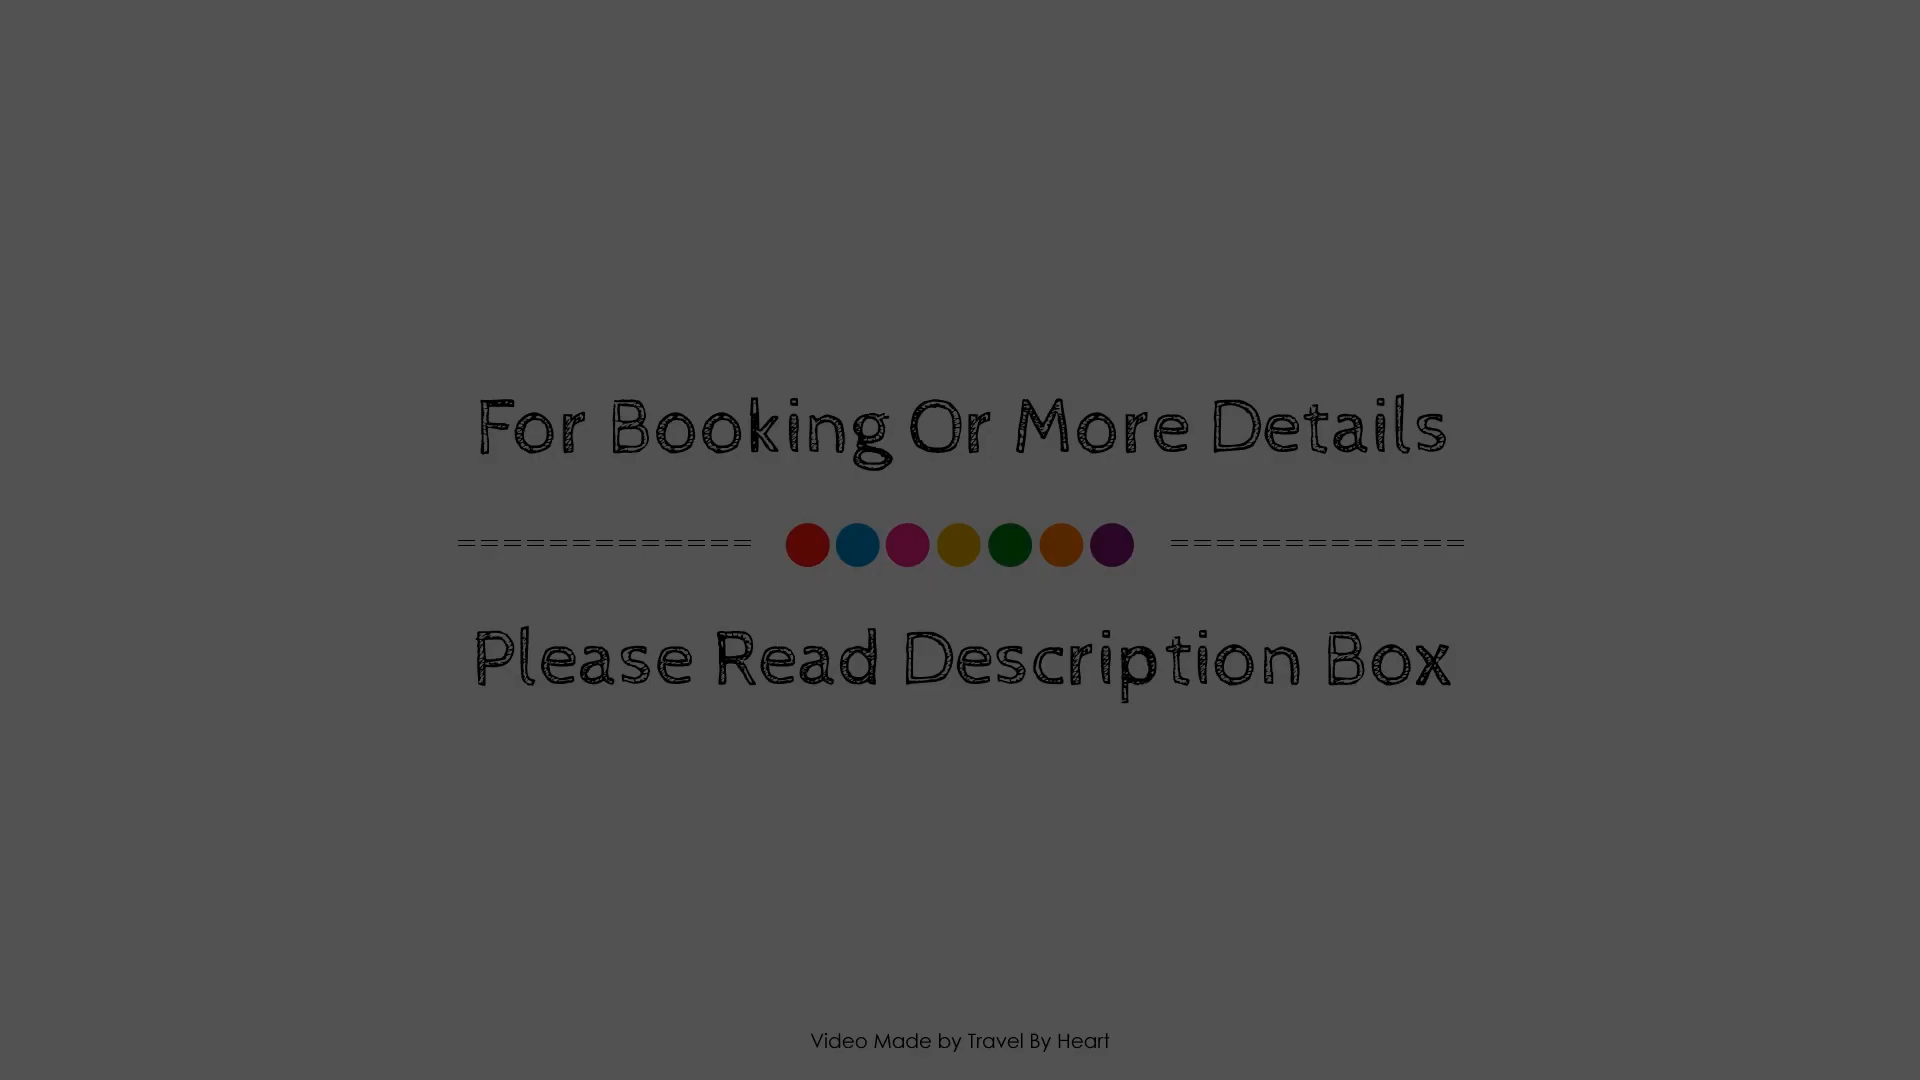 For Booking Or More Details
============= =============
Please Read Description Box
Video Made by Travel By Heart